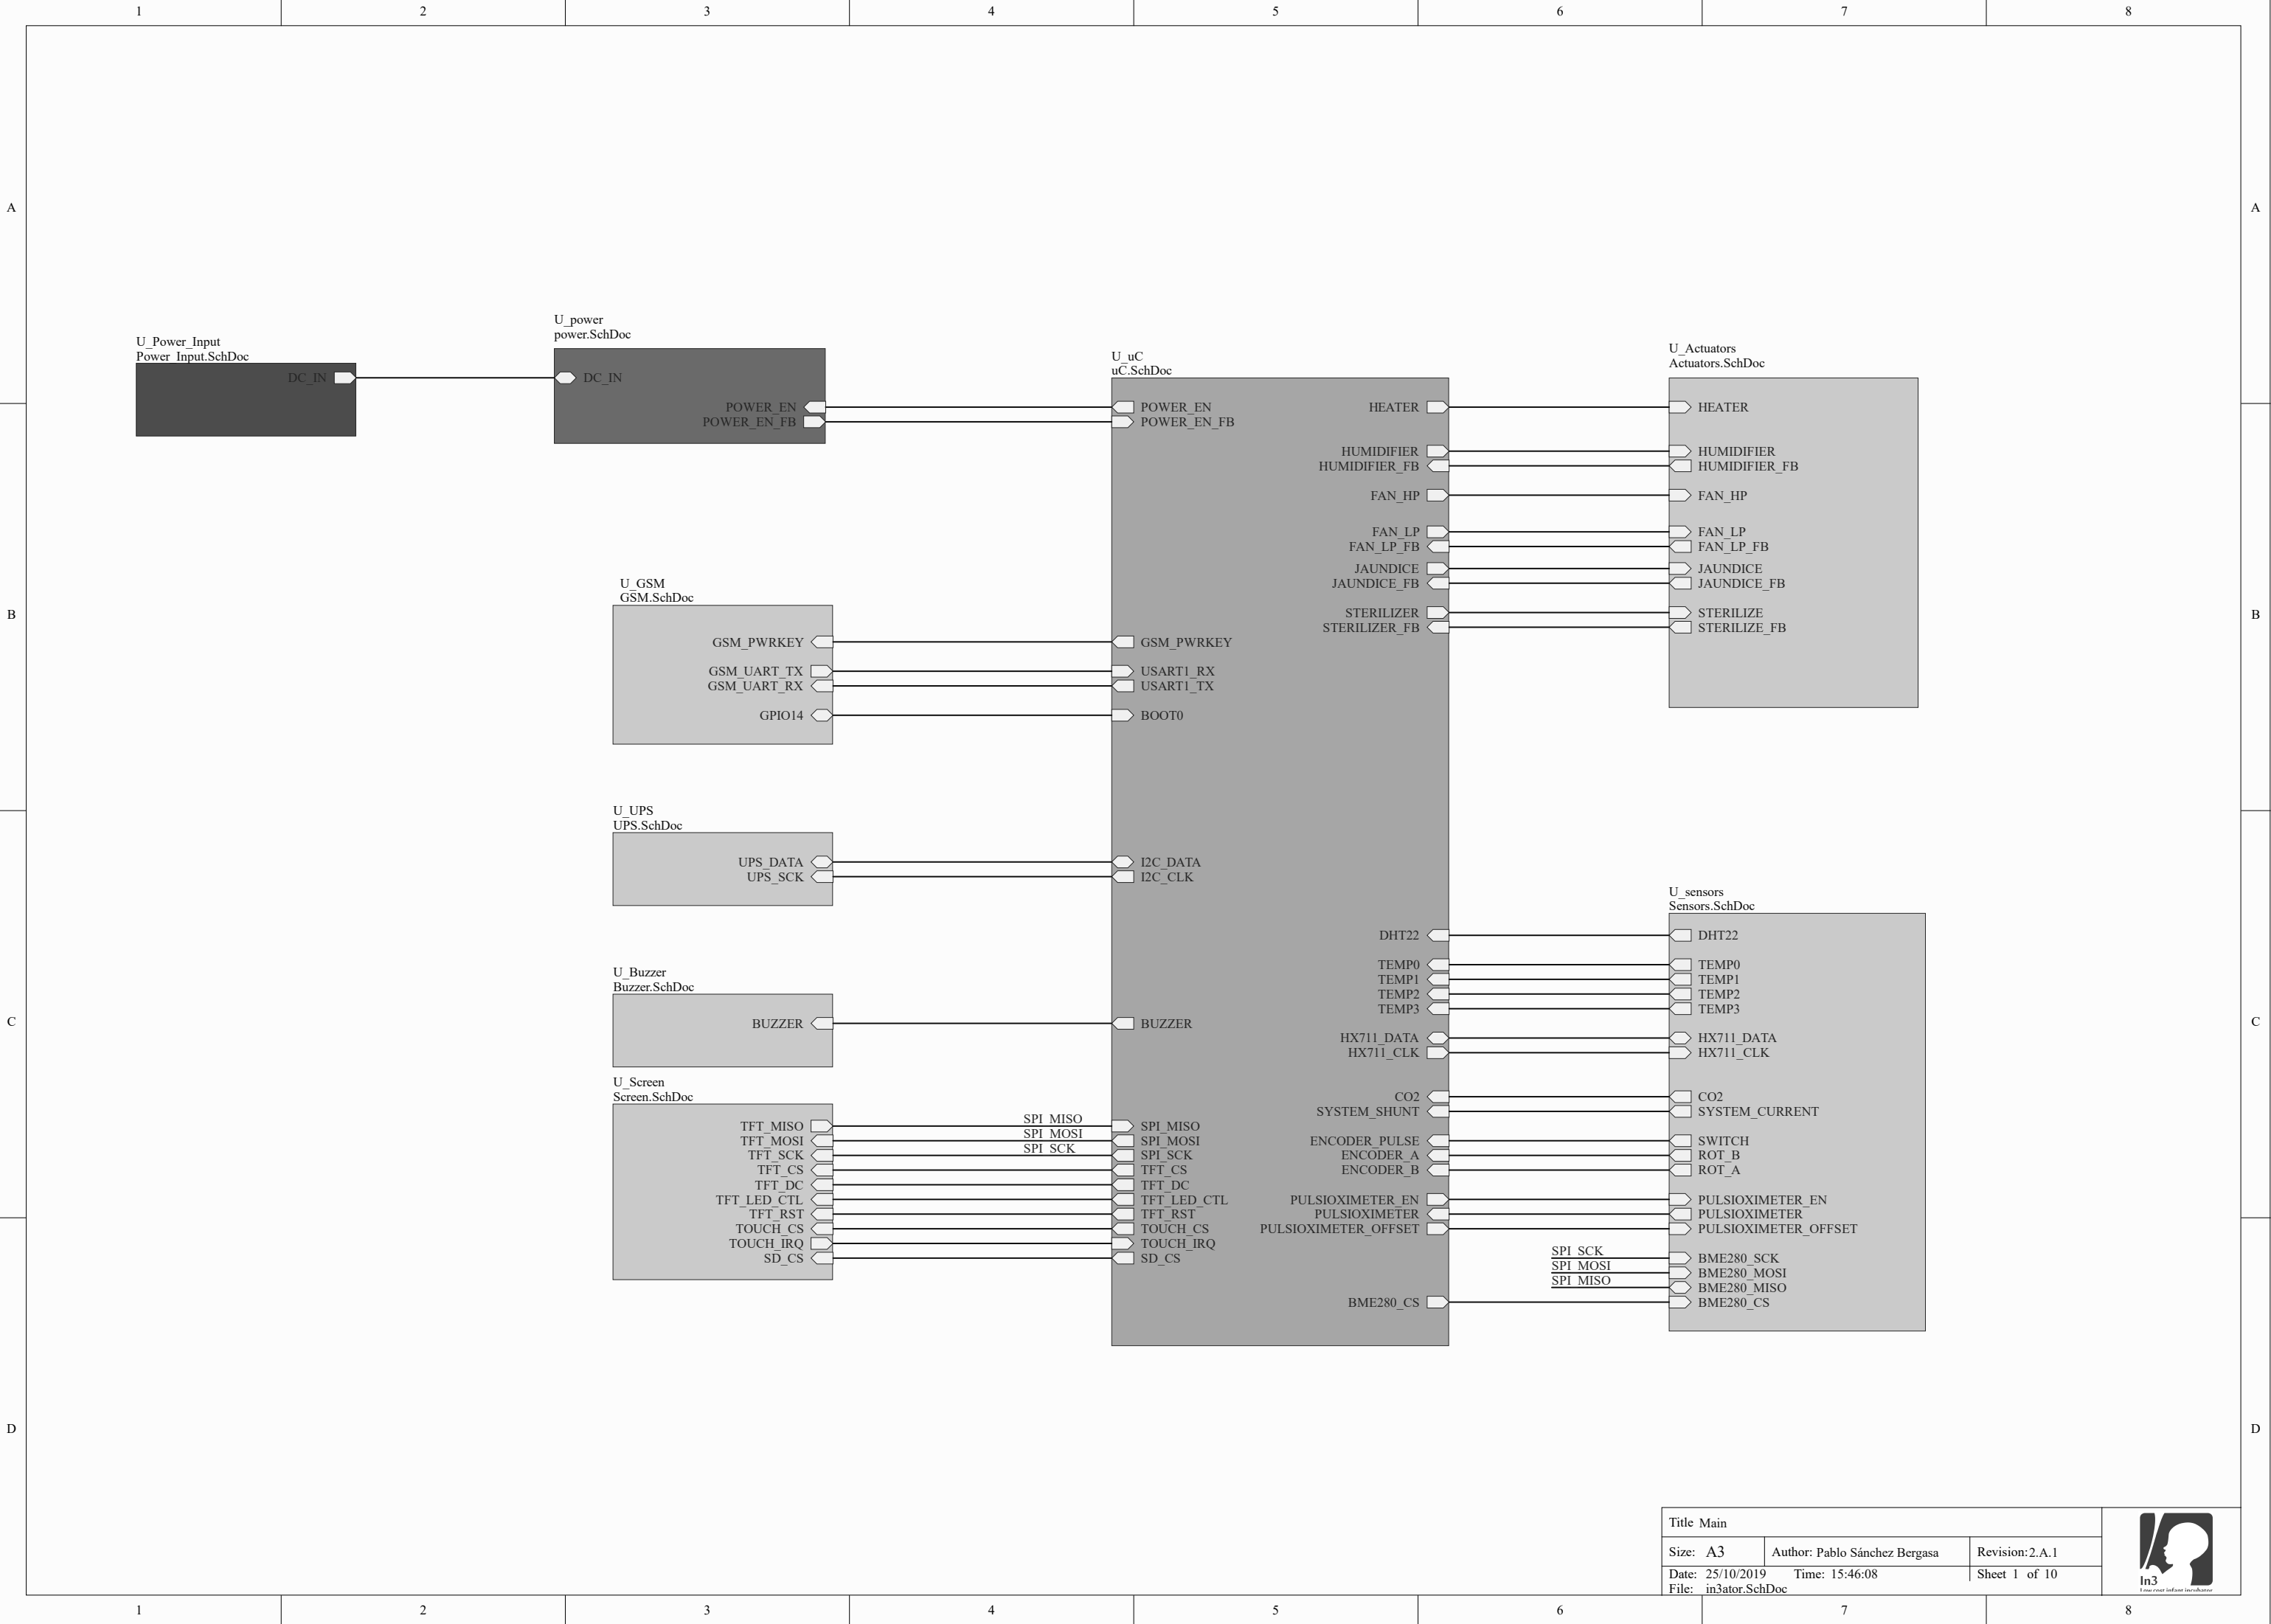 1 2 3 4 5 6 7 8
A A
B B
C C
D D
U_Power_Input
Power_Input.SchDoc
DC_IN
U_power
power.SchDoc
DC_IN
POWER_EN
POWER_EN_FB
U_GSM
GSM.SchDoc
GSM_PWRKEY
GSM_UART_TX
GSM_UART_RX
GPIO14
U_UPS
UPS.SchDoc
UPS_DATA
UPS_SCK
U_Buzzer
Buzzer.SchDoc
BUZZER
U_Screen
Screen.SchDoc
TFT_MISO
TFT_MOSI
TFT_SCK
TFT_CS
TFT_DC
TFT_LED_CTL
TFT_RST
TOUCH_CS
TOUCH_IRQ
SD_CS
SPI_MISO
SPI_MOSI
SPI_SCK
U_uC
uC.SchDoc
POWER_EN
POWER_EN_FB
GSM_PWRKEY
USART1_RX
USART1_TX
BOOT0
I2C_DATA
I2C_CLK
BUZZER
SPI_MISO
SPI_MOSI
SPI_SCK
TFT_CS
TFT_DC
TFT_LED_CTL
TFT_RST
TOUCH_CS
TOUCH_IRQ
SD_CS
HEATER
HUMIDIFIER
HUMIDIFIER_FB
FAN_HP
FAN_LP
FAN_LP_FB
JAUNDICE
JAUNDICE_FB
STERILIZER
STERILIZER_FB
DHT22
TEMP0
TEMP1
TEMP2
TEMP3
HX711_DATA
HX711_CLK
CO2
SYSTEM_SHUNT
ENCODER_PULSE
ENCODER_A
ENCODER_B
PULSIOXIMETER_EN
PULSIOXIMETER
PULSIOXIMETER_OFFSET
BME280_CS
U_Actuators
Actuators.SchDoc
HEATER
HUMIDIFIER
HUMIDIFIER_FB
FAN_HP
FAN_LP
FAN_LP_FB
JAUNDICE
JAUNDICE_FB
STERILIZE
STERILIZE_FB
U_sensors
Sensors.SchDoc
DHT22
TEMP0
TEMP1
TEMP2
TEMP3
HX711_DATA
HX711_CLK
CO2
SYSTEM_CURRENT
SWITCH
ROT_B
ROT_A
PULSIOXIMETER_EN
PULSIOXIMETER
PULSIOXIMETER_OFFSET
SPI_SCK
SPI_MOSI
SPI_MISO
BME280_SCK
BME280_MOSI
BME280_MISO
BME280_CS
Title Main
Size: A3 Author: Pablo Sánchez Bergasa Revision: 2.A.1
Date: 25/10/2019 Time: 15:46:08 Sheet 1 of 10
File: in3ator.SchDoc
In3
Low cost infant incubator
1 2 3 4 5 6 7 8